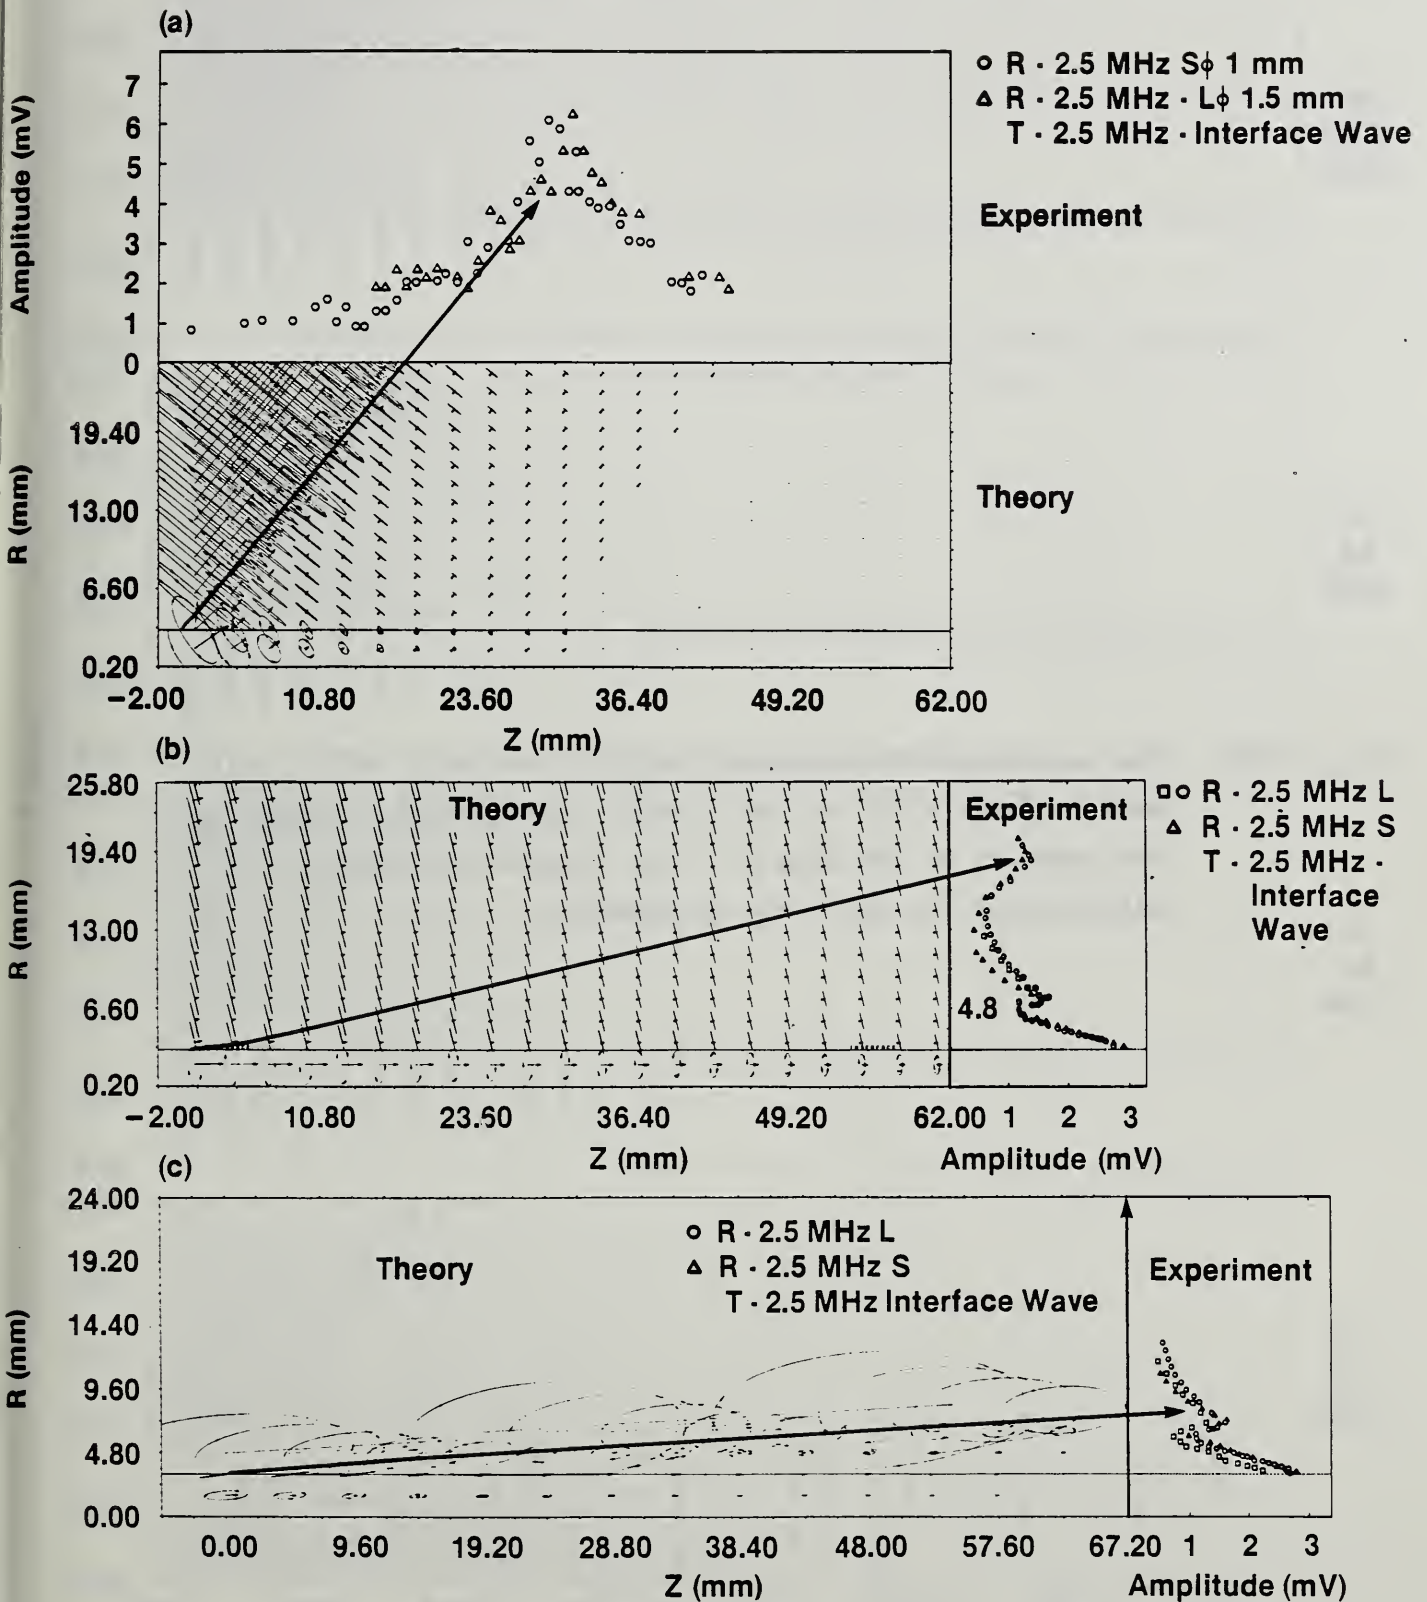 (a)
7
6
5
4
3
2
1
0
Amplitude (mV)
○ R · 2.5 MHz Sϕ 1 mm
△ R · 2.5 MHz · Lϕ 1.5 mm
T · 2.5 MHz · Interface Wave
Experiment
19.40
13.00
6.60
0.20
R (mm)
Theory
−2.00 10.80 23.60 36.40 49.20 62.00
Z (mm)
(b)
25.80
19.40
13.00
6.60
0.20
R (mm)
Theory
Experiment
4.8
□○ R · 2.5 MHz L
△ R · 2.5 MHz S
T · 2.5 MHz ·
Interface
Wave
−2.00 10.80 23.50 36.40 49.20 62.00 1 2 3
Z (mm) Amplitude (mV)
(c)
24.00
19.20
14.40
9.60
4.80
0.00
R (mm)
Theory
○ R · 2.5 MHz L
△ R · 2.5 MHz S
T · 2.5 MHz Interface Wave
Experiment
0.00 9.60 19.20 28.80 38.40 48.00 57.60 67.20 1 2 3
Z (mm) Amplitude (mV)